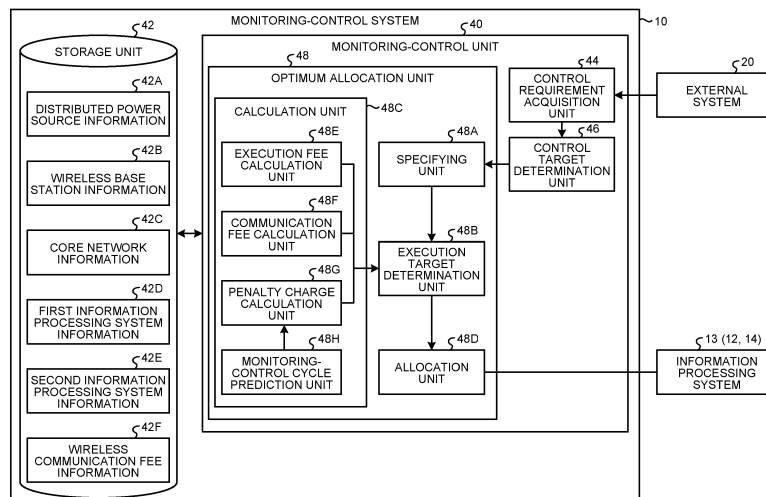 MONITORING-CONTROL SYSTEM
10
42
STORAGE UNIT
42A
DISTRIBUTED POWER
SOURCE INFORMATION
42B
WIRELESS BASE
STATION INFORMATION
42C
CORE NETWORK
INFORMATION
42D
FIRST INFORMATION
PROCESSING SYSTEM
INFORMATION
42E
SECOND INFORMATION
PROCESSING SYSTEM
INFORMATION
42F
WIRELESS
COMMUNICATION FEE
INFORMATION
40
MONITORING-CONTROL UNIT
48
OPTIMUM ALLOCATION UNIT
48C
CALCULATION UNIT
48E
EXECUTION FEE
CALCULATION
UNIT
48F
COMMUNICATION
FEE CALCULATION
UNIT
48G
PENALTY CHARGE
CALCULATION
UNIT
48H
MONITORING-
CONTROL CYCLE
PREDICTION UNIT
48A
SPECIFYING
UNIT
48B
EXECUTION
TARGET
DETERMINATION
UNIT
48D
ALLOCATION
UNIT
44
CONTROL
REQUIREMENT
ACQUISITION
UNIT
46
CONTROL
TARGET
DETERMINATION
UNIT
20
EXTERNAL
SYSTEM
13 (12, 14)
INFORMATION
PROCESSING
SYSTEM